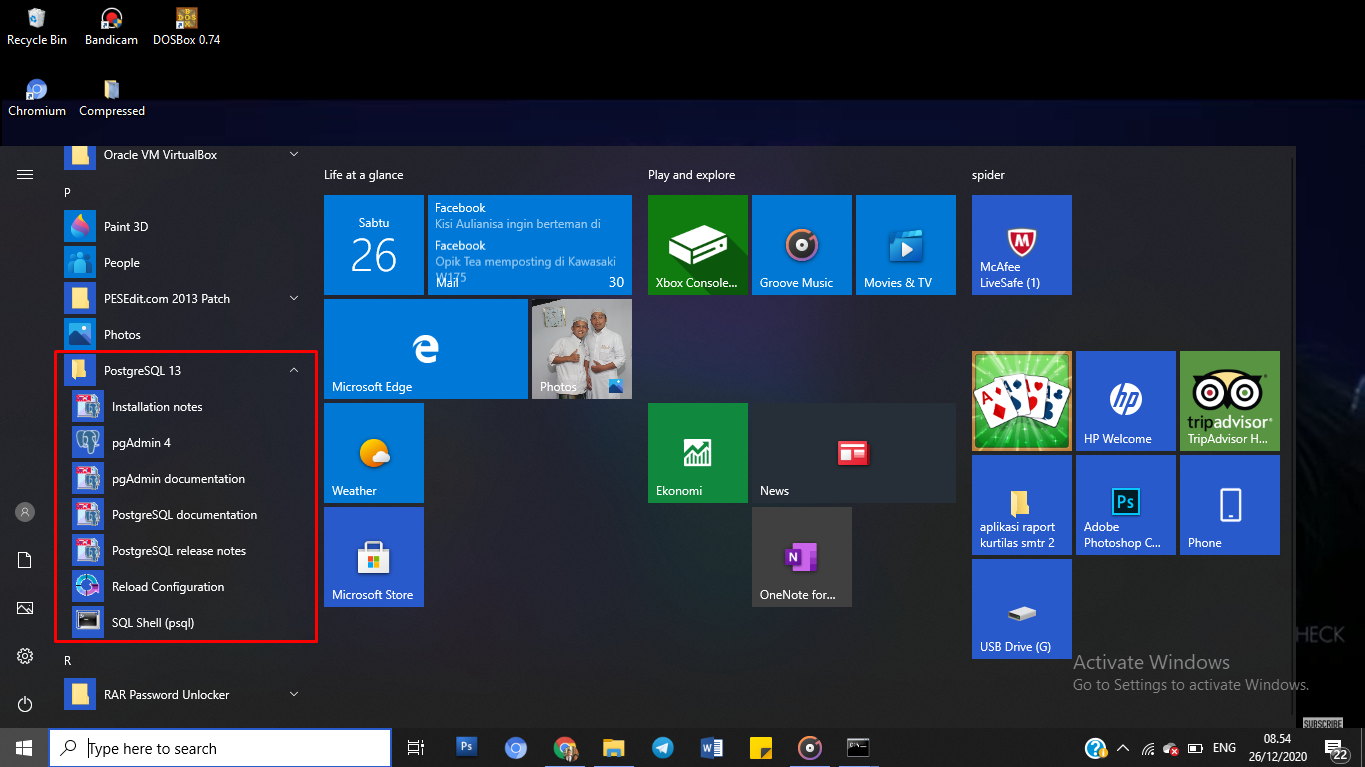 Recycle Bin
Bandicam
DOSBox 0.74
Chromium
Compressed
Oracle VM VirtualBox
P
Paint 3D
People
PESEdit.com 2013 Patch
Photos
PostgreSQL 13
Installation notes
pgAdmin 4
pgAdmin documentation
PostgreSQL documentation
PostgreSQL release notes
Reload Configuration
SQL Shell (psql)
R
RAR Password Unlocker
Life at a glance
Sabtu
26
Facebook
Kisi Aulianisa ingin berteman di
Facebook
Opik Tea memposting di Kawasaki
W175
Mail
30
Microsoft Edge
Photos
Weather
Microsoft Store
Play and explore
Xbox Console...
Groove Music
Movies & TV
Ekonomi
News
N
OneNote for...
spider
McAfee
LiveSafe (1)
A
hp
HP Welcome
tripadvisor
TripAdvisor H...
aplikasi raport
kurtilas smtr 2
Ps
Adobe
Photoshop C...
Phone
USB Drive (G)
HECK
Activate Windows
Go to Settings to activate Windows.
SUBSCRIBE
Type here to search
Ps
W
ENG
08.54
26/12/2020
22